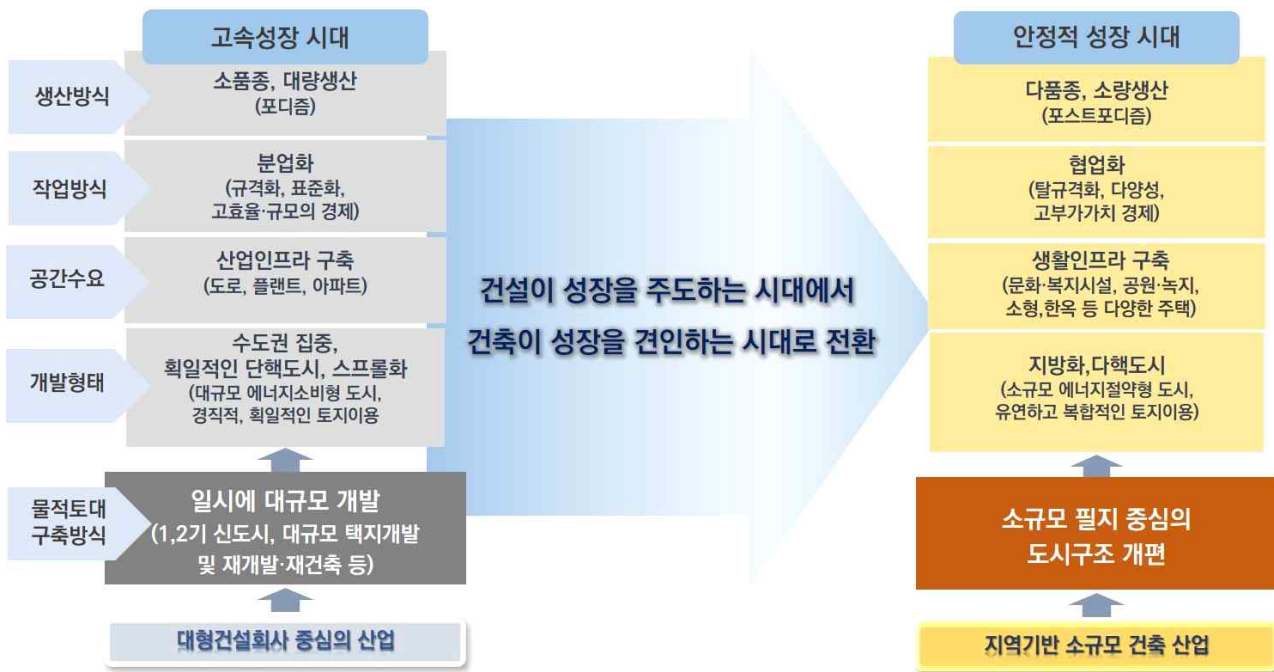 고속성장 시대
안정적 성장 시대
생산방식
소품종, 대량생산
(포디즘)
다품종, 소량생산
(포스트포디즘)
작업방식
분업화
(규격화, 표준화,
고효율·규모의 경제)
협업화
(탈규격화, 다양성,
고부가가치 경제)
공간수요
산업인프라 구축
(도로, 플랜트, 아파트)
생활인프라 구축
(문화·복지시설, 공원·녹지,
소형,한옥 등 다양한 주택)
건설이 성장을 주도하는 시대에서
건축이 성장을 견인하는 시대로 전환
개발형태
수도권 집중,
획일적인 단핵도시, 스프롤화
(대규모 에너지소비형 도시,
경직적, 획일적인 토지이용
지방화,다핵도시
(소규모 에너지절약형 도시,
유연하고 복합적인 토지이용)
물적토대
구축방식
일시에 대규모 개발
(1,2기 신도시, 대규모 택지개발
및 재개발·재건축 등)
소규모 필지 중심의
도시구조 개편
대형건설회사 중심의 산업
지역기반 소규모 건축 산업